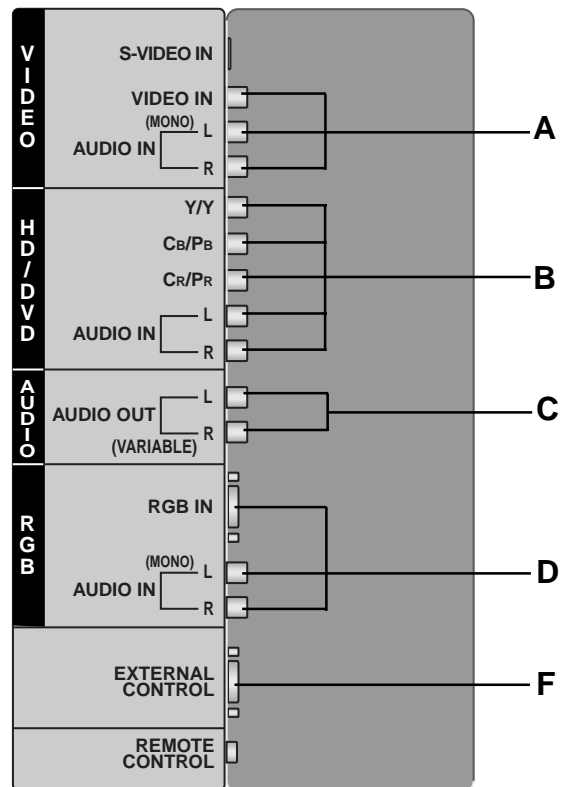 VIDEO
S-VIDEO IN
VIDEO IN
(MONO) L
AUDIO IN
R
A
HD/DVD
Y/Y
CB/PB
CR/PR
L
AUDIO IN
R
B
AUDIO
L
AUDIO OUT
R
(VARIABLE)
C
RGB
RGB IN
(MONO) L
AUDIO IN
R
D
EXTERNAL
CONTROL
F
REMOTE
CONTROL